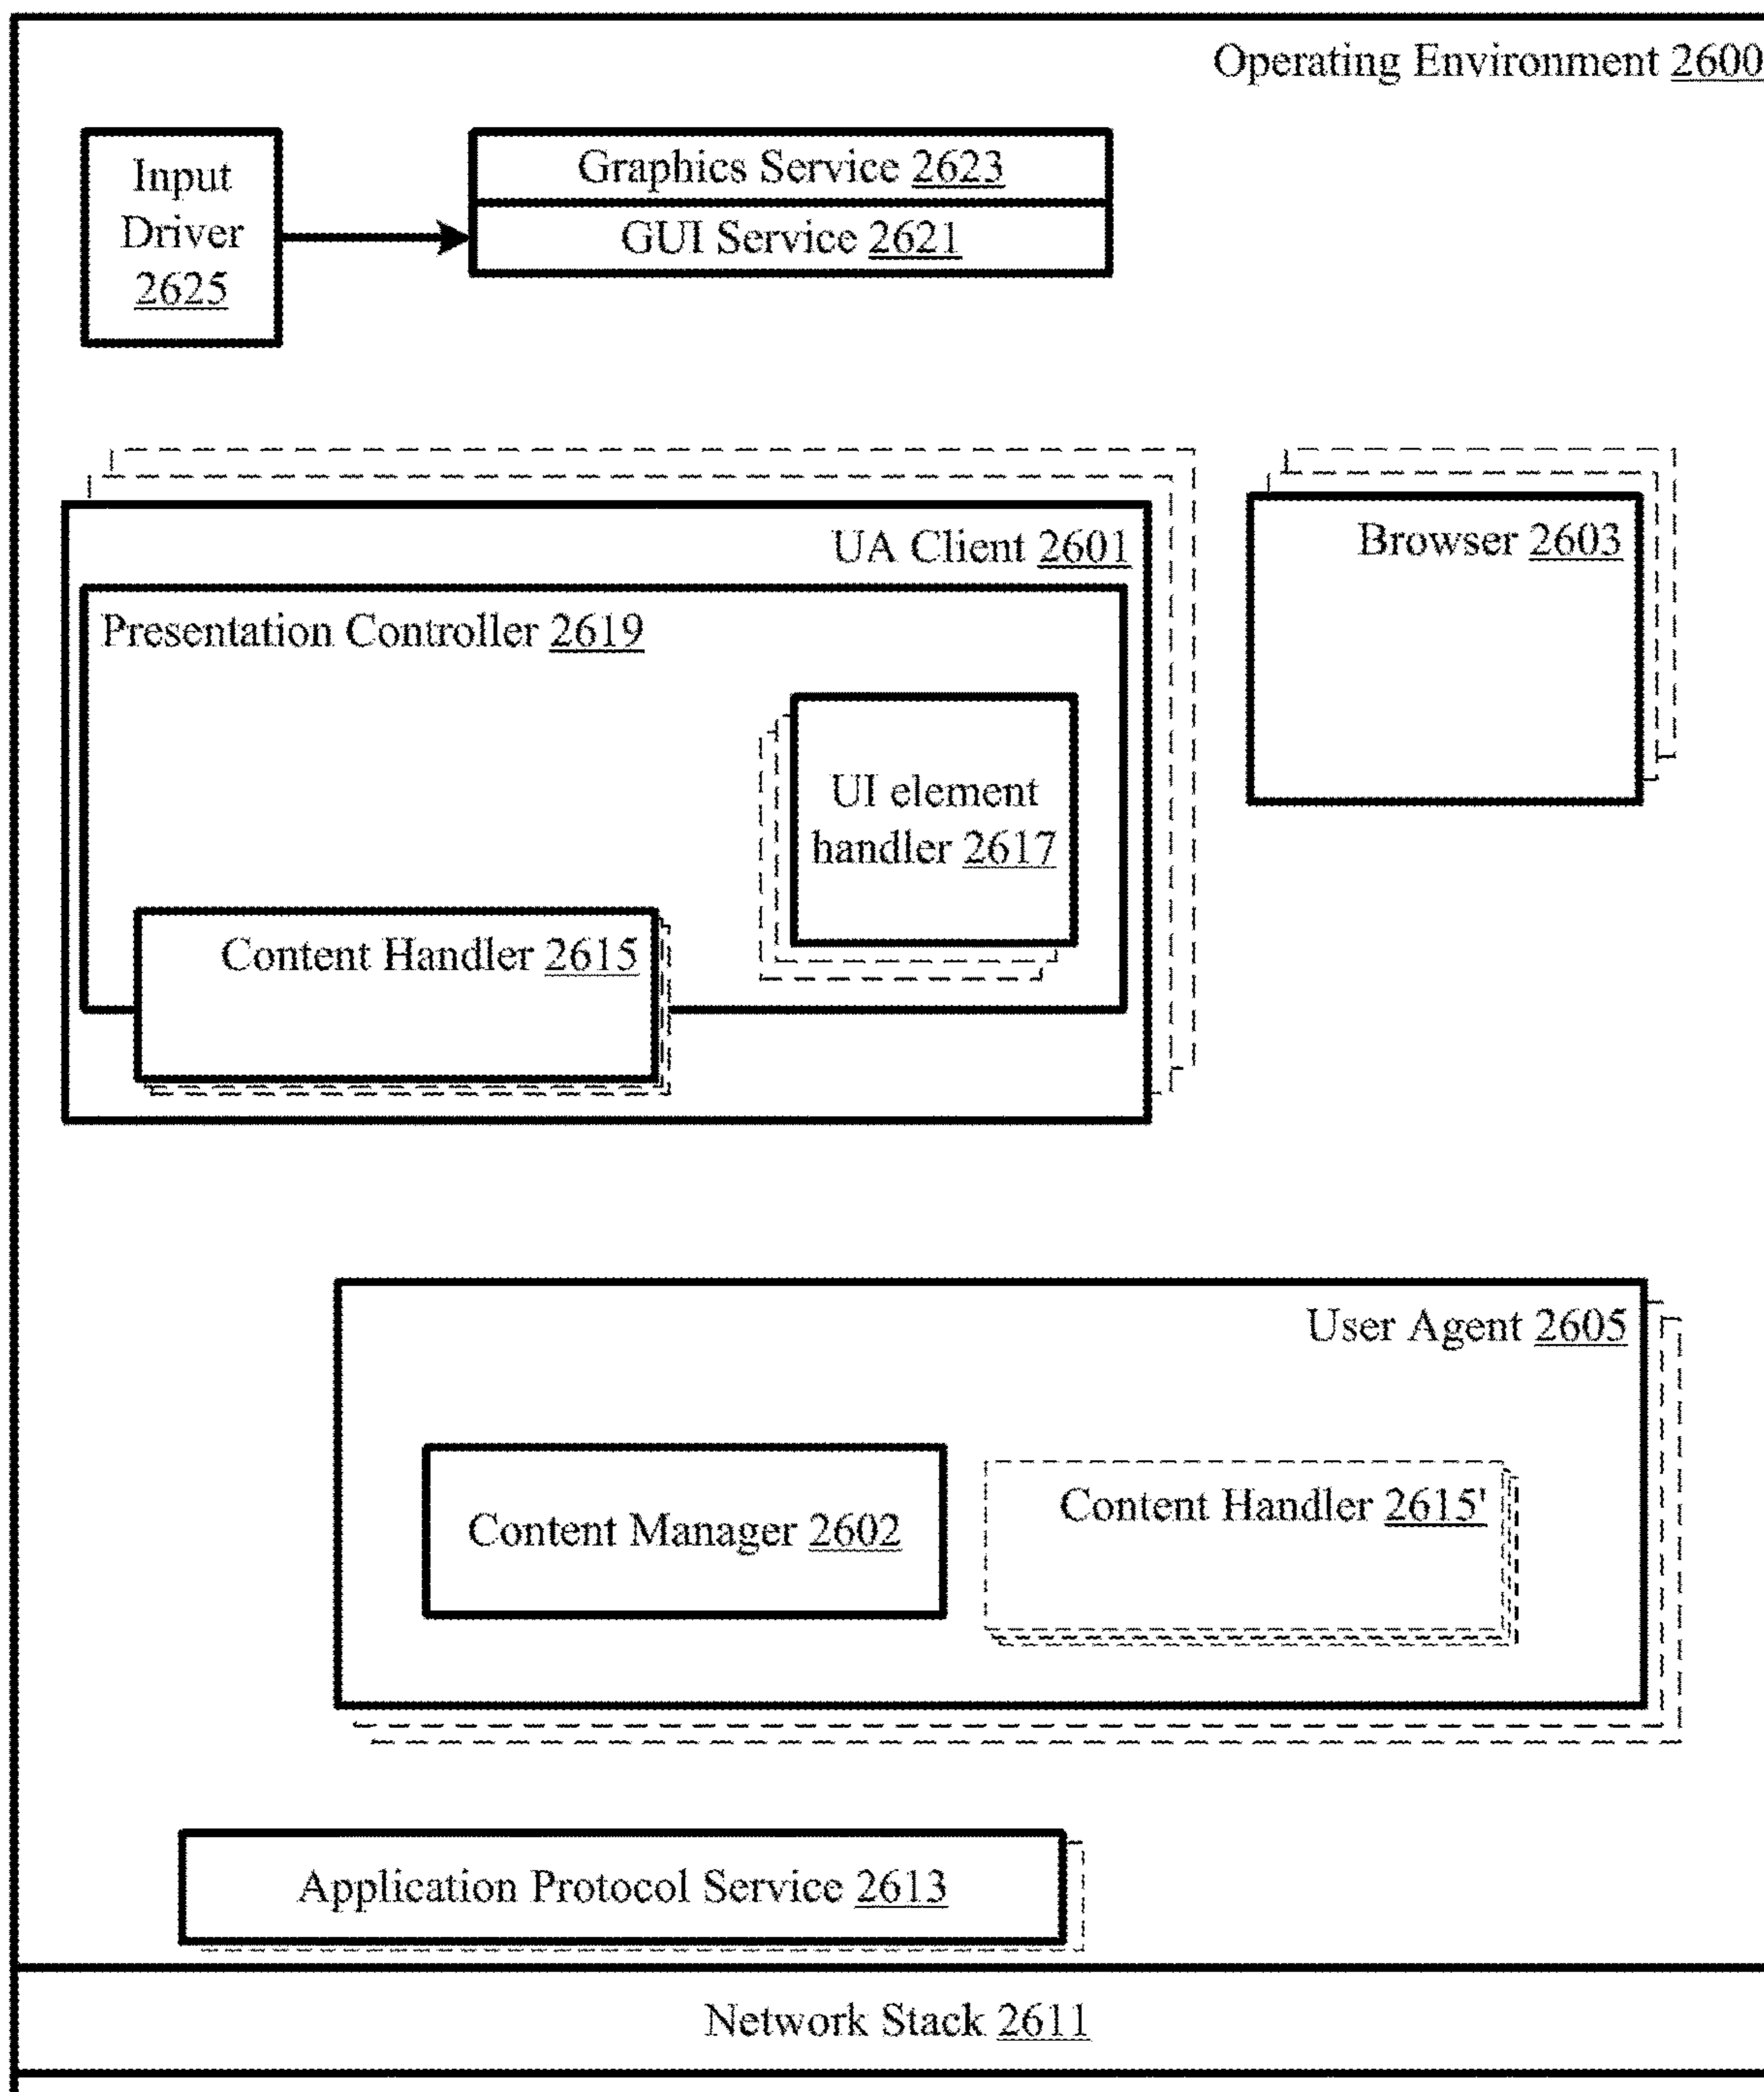 Operating Environment 2600
Input
Driver
2625
Graphics Service 2623
GUI Service 2621
UA Client 2601
Browser 2603
Presentation Controller 2619
UI element
handler 2617
Content Handler 2615
User Agent 2605
Content Manager 2602
Content Handler 2615'
Application Protocol Service 2613
Network Stack 2611